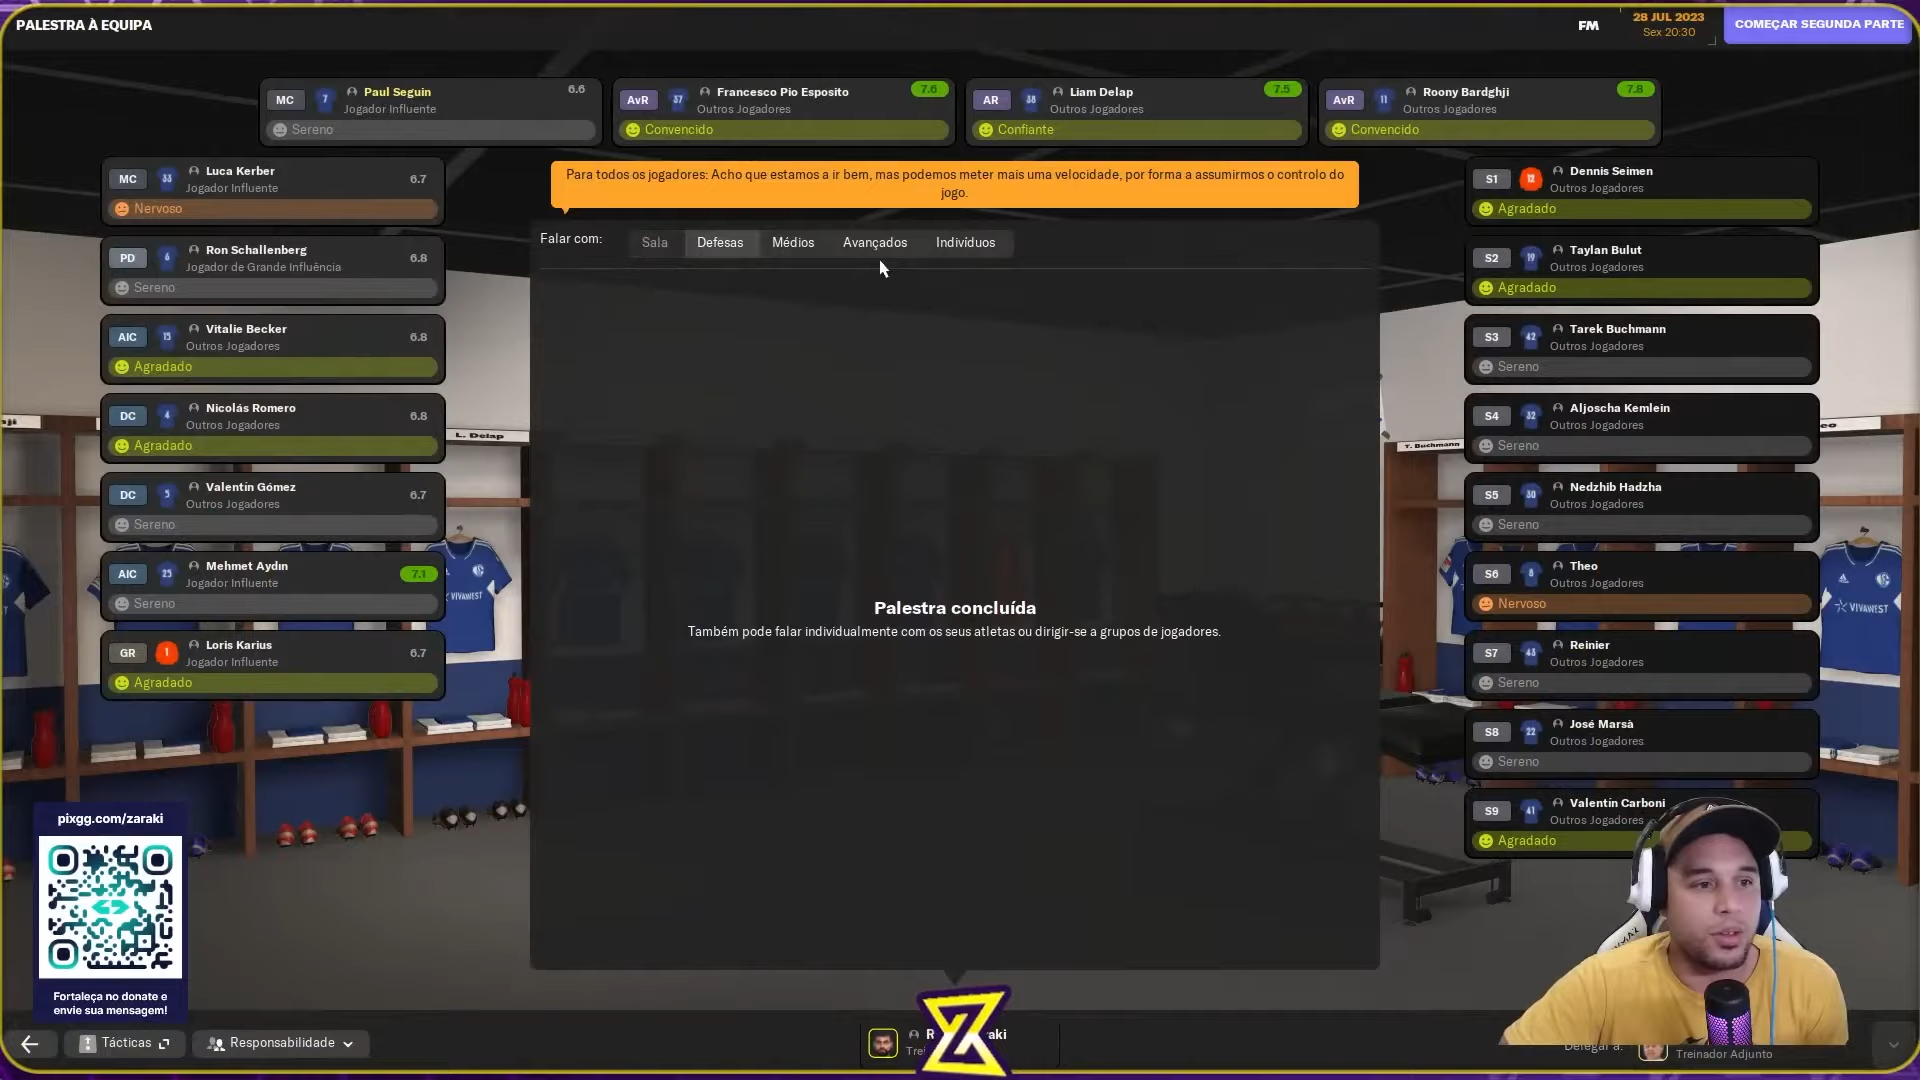 PALESTRA À EQUIPA
FM
28 JUL 2023
Sex 20:30
COMEÇAR SEGUNDA PARTE
MC
7
Paul Seguin
6.6
Jogador Influente
Sereno
AvR
37
Francesco Pio Esposito
7.6
Outros Jogadores
Convencido
AR
38
Liam Delap
7.5
Outros Jogadores
Confiante
AvR
11
Roony Bardghji
7.8
Outros Jogadores
Convencido
MC
33
Luca Kerber
6.7
Jogador Influente
Nervoso
PD
6
Ron Schallenberg
6.8
Jogador de Grande Influência
Sereno
AIC
15
Vitalie Becker
6.8
Outros Jogadores
Agradado
DC
4
Nicolás Romero
6.8
Outros Jogadores
Agradado
DC
5
Valentín Gómez
6.7
Outros Jogadores
Sereno
AIC
25
Mehmet Aydın
7.1
Jogador Influente
Sereno
GR
1
Loris Karius
6.7
Jogador Influente
Agradado
Para todos os jogadores: Acho que estamos a ir bem, mas podemos meter mais uma velocidade, por forma a assumirmos o controlo do
jogo.
Falar com:
Sala
Defesas
Médios
Avançados
Indivíduos
Palestra concluída
Também pode falar individualmente com os seus atletas ou dirigir-se a grupos de jogadores.
S1
12
Dennis Seimen
Outros Jogadores
Agradado
S2
19
Taylan Bulut
Outros Jogadores
Agradado
S3
42
Tarek Buchmann
Outros Jogadores
Sereno
S4
32
Aljoscha Kemlein
Outros Jogadores
Sereno
S5
30
Nedzhib Hadzha
Outros Jogadores
Sereno
S6
8
Theo
Outros Jogadores
Nervoso
S7
43
Reinier
Outros Jogadores
Sereno
S8
22
José Marsà
Outros Jogadores
Sereno
S9
41
Valentín Carboni
Outros Jogadores
Agradado
L. Delap
T. Buchmann
VIVAWEST
VIVAWEST
pixgg.com/zaraki
Fortaleça no donate e
envie sua mensagem!
Tácticas
Responsabilidade
Delegar a:
Treinador Adjunto